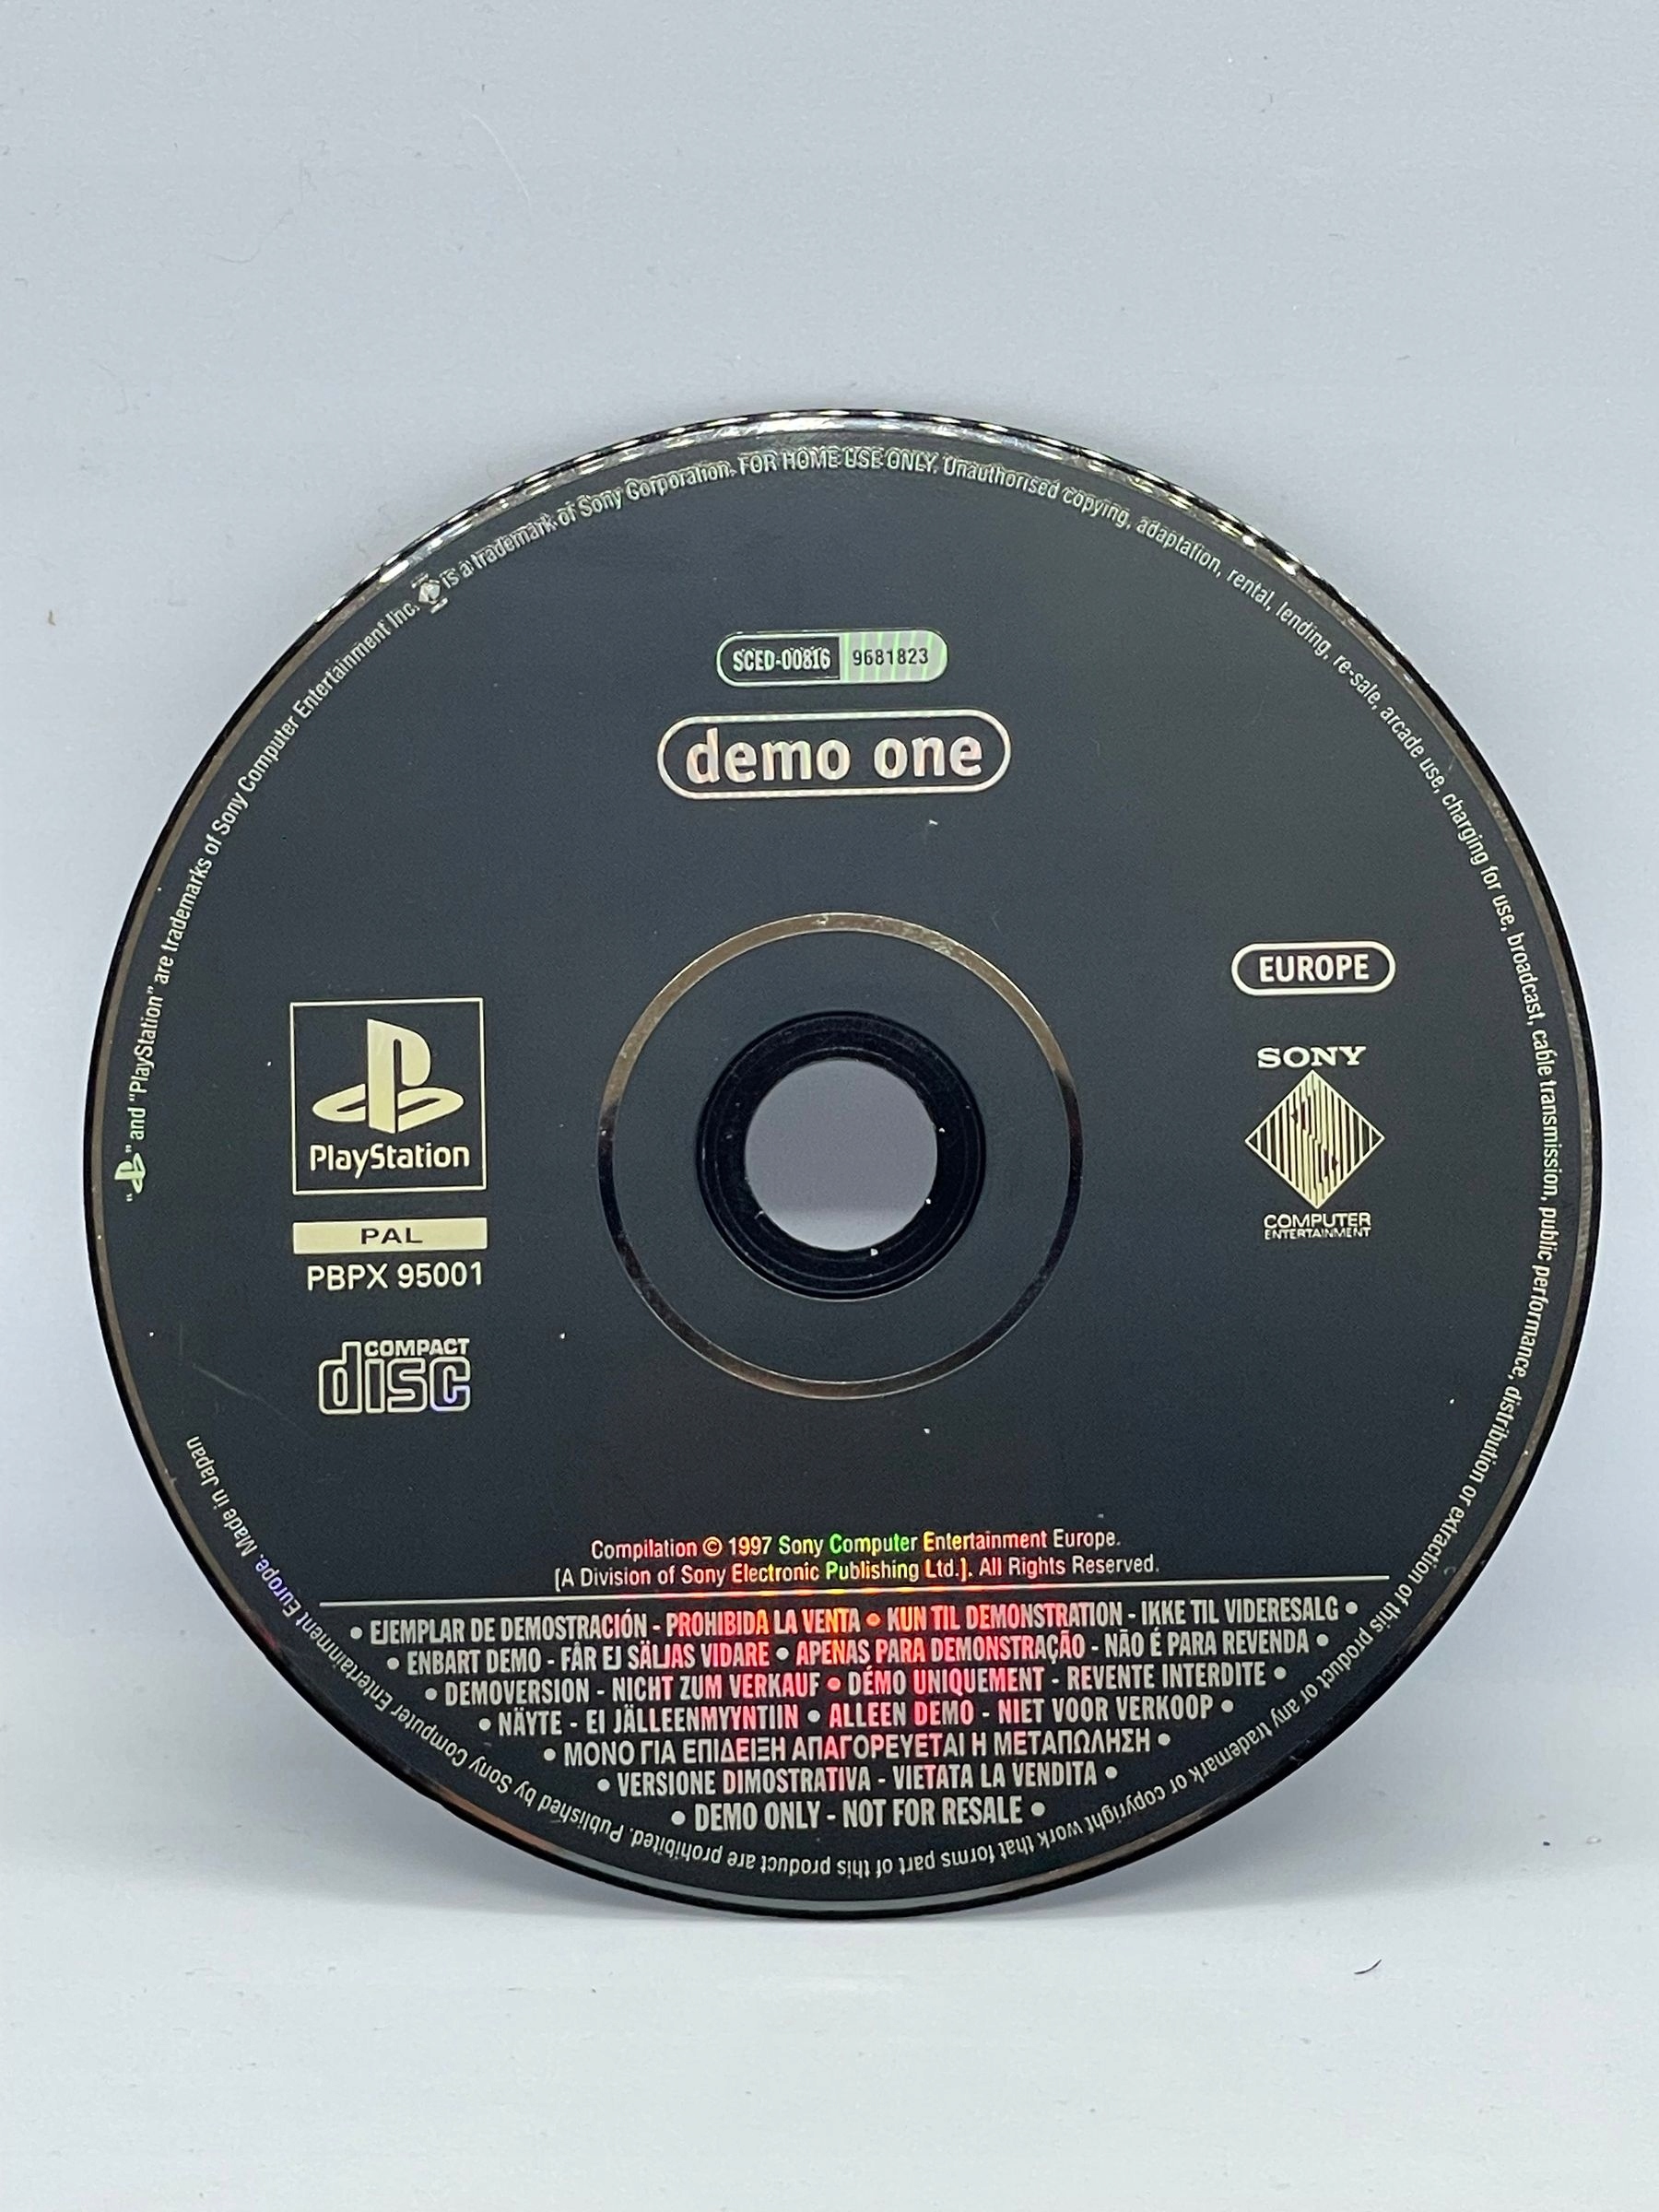 "PS" and "PlayStation" are trademarks of Sony Computer Entertainment Inc. is a trademark of Sony Corporation. FOR HOME USE ONLY. Unauthorised copying, adaptation, rental, lending, re-sale, arcade use, charging for use, broadcast, cable transmission, public performance, distribution or extraction of this product or any trademark or copyright work that forms part of this product are prohibited. Published by Sony Computer Entertainment Europe. Made in Japan
SCED-00816 9681823
demo one
EUROPE
SONY
COMPUTER
ENTERTAINMENT
PlayStation
PAL
PBPX 95001
COMPACT
disc
Compilation © 1997 Sony Computer Entertainment Europe.
[A Division of Sony Electronic Publishing Ltd.]. All Rights Reserved.
• EJEMPLAR DE DEMOSTRACIÓN - PROHIBIDA LA VENTA • KUN TIL DEMONSTRATION - IKKE TIL VIDERESALG •
• ENBART DEMO - FÅR EJ SÄLJAS VIDARE • APENAS PARA DEMONSTRAÇÃO - NÃO É PARA REVENDA •
• DEMOVERSION - NICHT ZUM VERKAUF • DÉMO UNIQUEMENT - REVENTE INTERDITE •
• NÄYTE - EI JÄLLEENMYYNTIIN • ALLEEN DEMO - NIET VOOR VERKOOP •
• ΜΟΝΟ ΓΙΑ ΕΠΙΔΕΙΞΗ ΑΠΑΓΟΡΕΥΕΤΑΙ Η ΜΕΤΑΠΩΛΗΣΗ •
• VERSIONE DIMOSTRATIVA - VIETATA LA VENDITA •
• DEMO ONLY - NOT FOR RESALE •